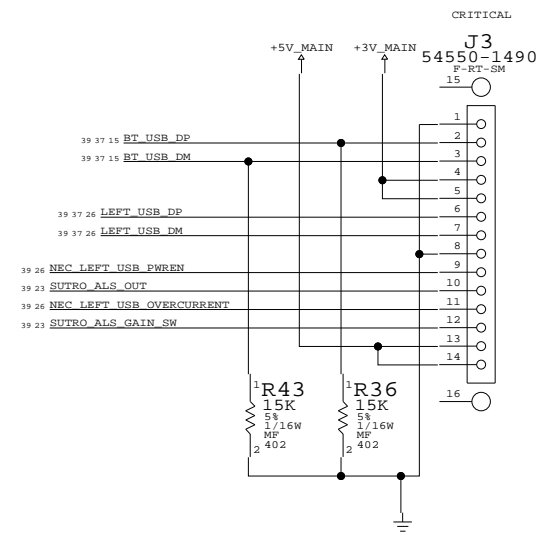 CRITICAL
J3
+5V_MAIN
+3V_MAIN
54550-1490
F-RT-SM
15
1
39 37 15 BT_USB_DP
2
39 37 15 BT_USB_DM
3
4
5
39 37 26 LEFT_USB_DP
6
39 37 26 LEFT_USB_DM
7
8
39 26 NEC_LEFT_USB_PWREN
9
39 23 SUTRO_ALS_OUT
10
39 26 NEC_LEFT_USB_OVERCURRENT
11
39 23 SUTRO_ALS_GAIN_SW
12
13
14
16
1
R43
15K
5%
1/16W
MF
402
2
1
R36
15K
5%
1/16W
MF
402
2